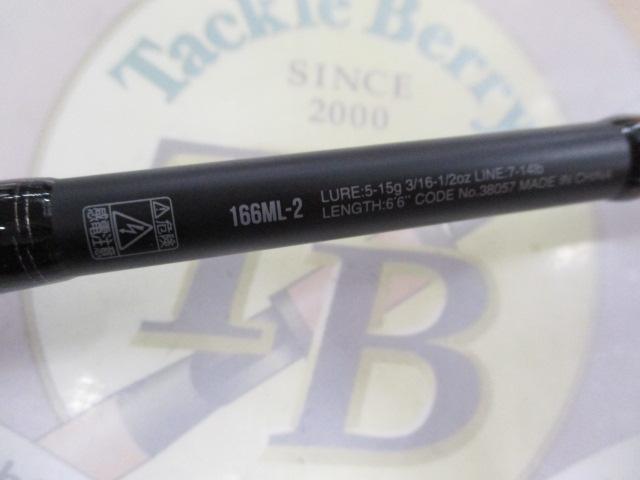 Tackle Berry
SINCE
2000
TB
感電注意
危険
166ML-2
LURE:5-15g 3/16-1/2oz LINE:7-14lb
LENGTH:6'6" CODE No.38057 MADE IN CHINA